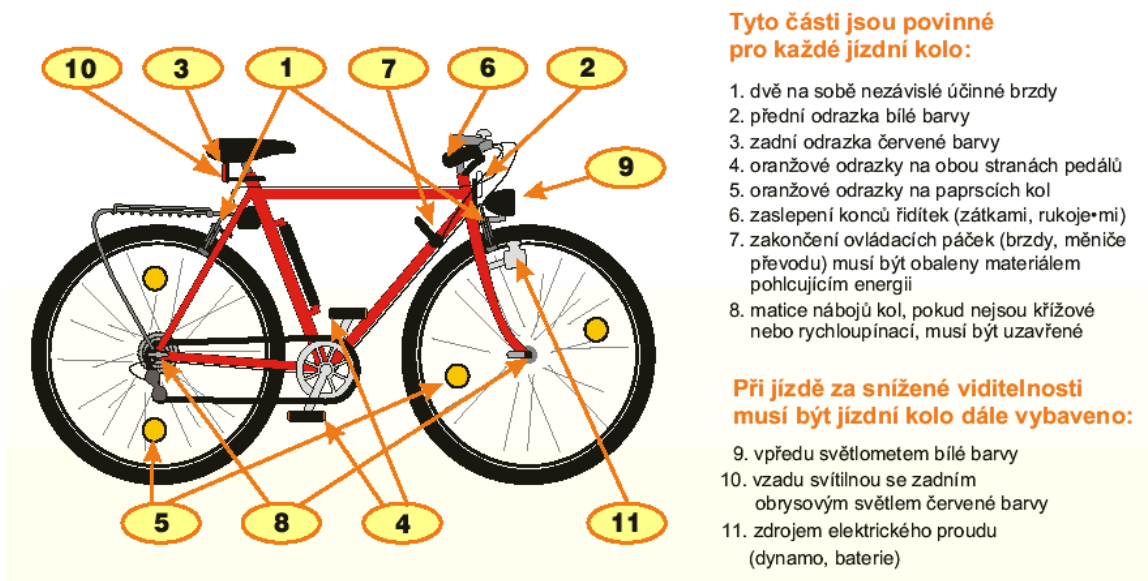 10
3
1
7
6
2
9
5
8
4
11
Tyto části jsou povinné
pro každé jízdní kolo:
1. dvě na sobě nezávislé účinné brzdy
2. přední odrazka bílé barvy
3. zadní odrazka červené barvy
4. oranžové odrazky na obou stranách pedálů
5. oranžové odrazky na paprscích kol
6. zaslepení konců řidítek (zátkami, rukoje•mi)
7. zakončení ovládacích páček (brzdy, měniče
převodu) musí být obaleny materiálem
pohlcujícím energii
8. matice nábojů kol, pokud nejsou křížové
nebo rychloupínací, musí být uzavřené
Při jízdě za snížené viditelnosti
musí být jízdní kolo dále vybaveno:
9. vpředu světlometem bílé barvy
10. vzadu svítilnou se zadním
obrysovým světlem červené barvy
11. zdrojem elektrického proudu
(dynamo, baterie)